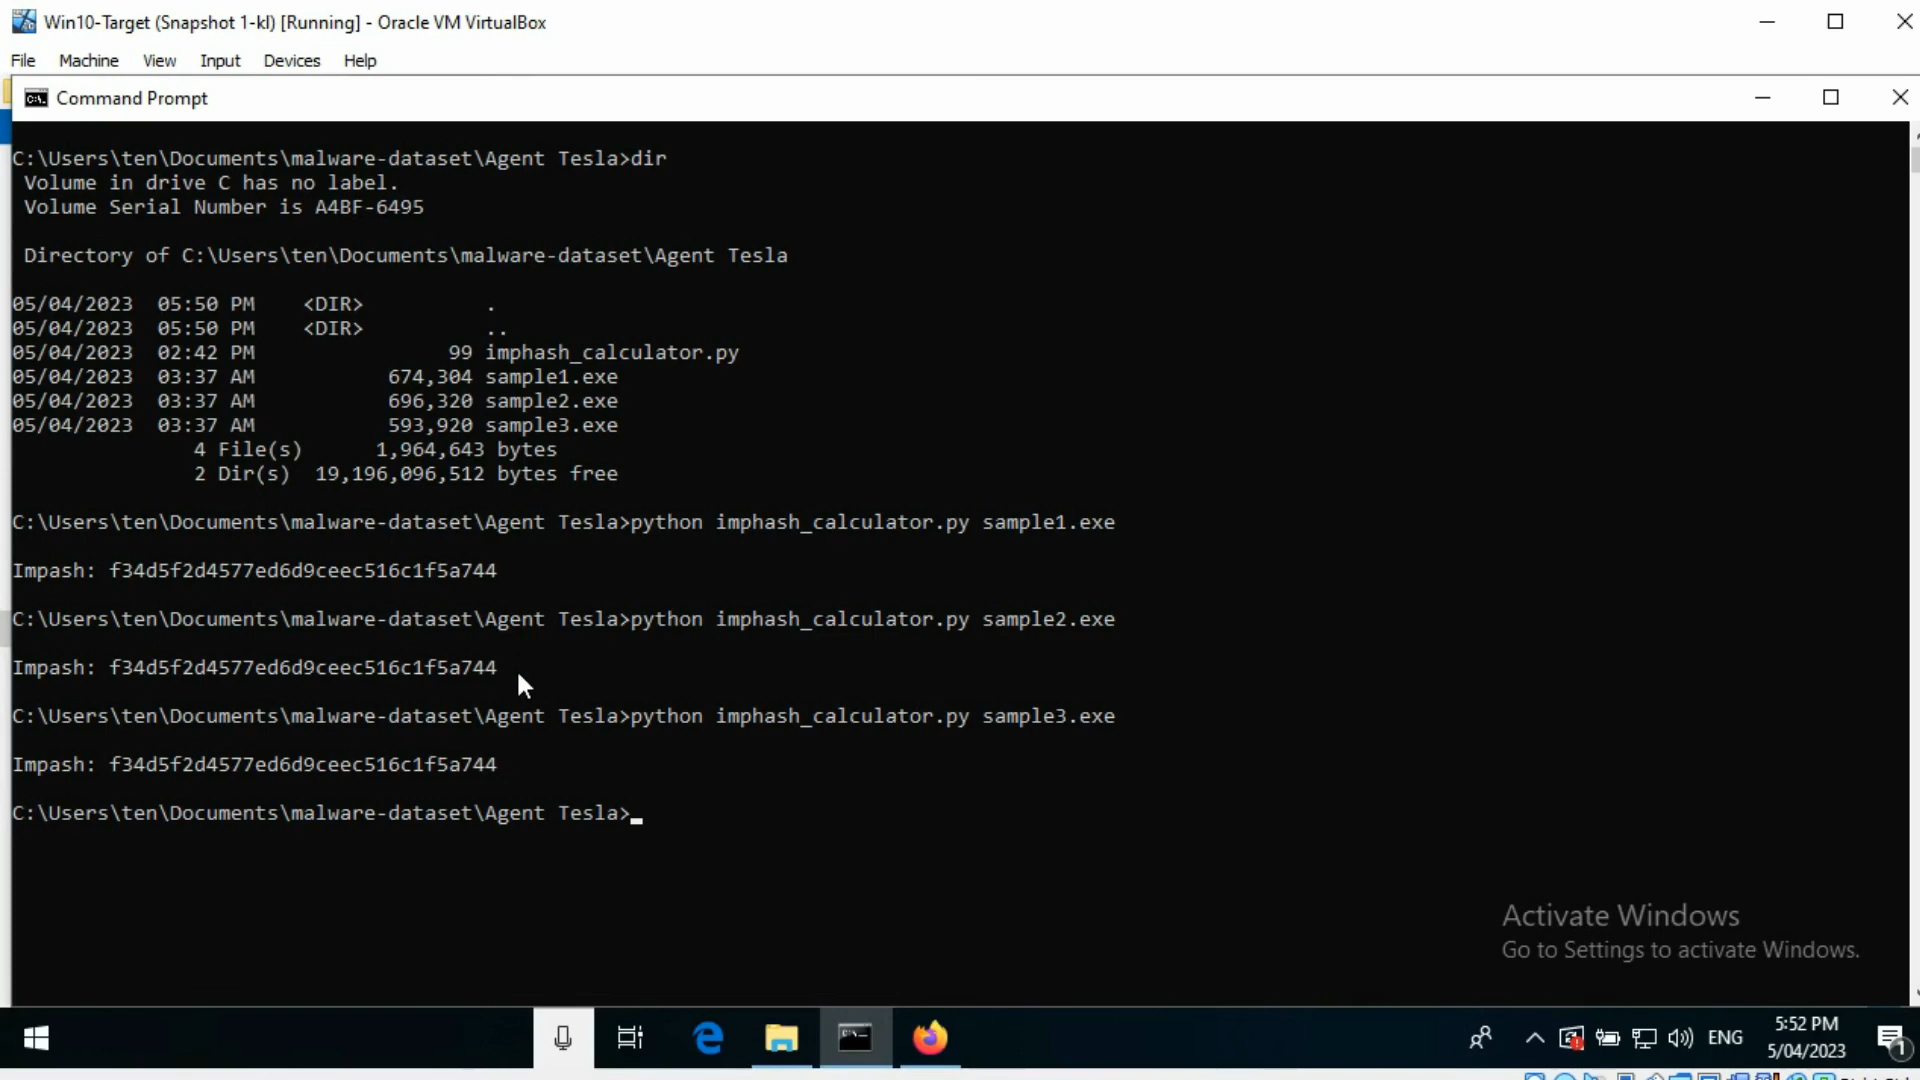 Win10-Target (Snapshot 1-kl) [Running] - Oracle VM VirtualBox
File Machine View Input Devices Help
Command Prompt
C:\Users\ten\Documents\malware-dataset\Agent Tesla>dir
Volume in drive C has no label.
Volume Serial Number is A4BF-6495
Directory of C:\Users\ten\Documents\malware-dataset\Agent Tesla
05/04/2023 05:50 PM <DIR> .
05/04/2023 05:50 PM <DIR> ..
05/04/2023 02:42 PM 99 imphash_calculator.py
05/04/2023 03:37 AM 674,304 sample1.exe
05/04/2023 03:37 AM 696,320 sample2.exe
05/04/2023 03:37 AM 593,920 sample3.exe
4 File(s) 1,964,643 bytes
2 Dir(s) 19,196,096,512 bytes free
C:\Users\ten\Documents\malware-dataset\Agent Tesla>python imphash_calculator.py sample1.exe
Impash: f34d5f2d4577ed6d9ceec516c1f5a744
C:\Users\ten\Documents\malware-dataset\Agent Tesla>python imphash_calculator.py sample2.exe
Impash: f34d5f2d4577ed6d9ceec516c1f5a744
C:\Users\ten\Documents\malware-dataset\Agent Tesla>python imphash_calculator.py sample3.exe
Impash: f34d5f2d4577ed6d9ceec516c1f5a744
C:\Users\ten\Documents\malware-dataset\Agent Tesla>
Activate Windows
Go to Settings to activate Windows.
ENG
5:52 PM
5/04/2023
1